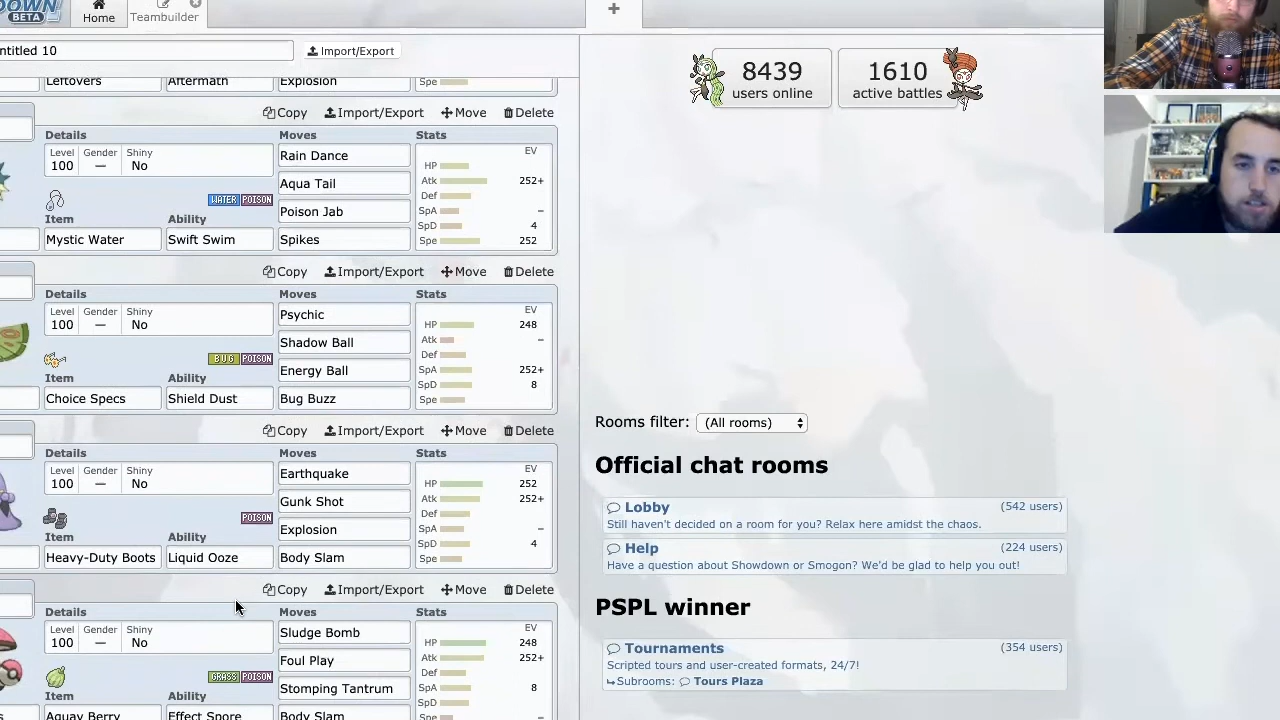 DOWN
BETA
Home
Teambuilder
+
ntitled 10
Import/Export
8439
users online
1610
active battles
Leftovers
Aftermath
Explosion
Spe
Copy
Import/Export
Move
Delete
Details
Moves
Stats
Level
Gender
Shiny
100
—
No
WATER POISON
Item
Ability
Mystic Water
Swift Swim
Rain Dance
Aqua Tail
Poison Jab
Spikes
EV
HP
Atk 252+
Def
SpA –
SpD 4
Spe 252
Copy
Import/Export
Move
Delete
Details
Moves
Stats
Level
Gender
Shiny
100
—
No
BUG POISON
Item
Ability
Choice Specs
Shield Dust
Psychic
Shadow Ball
Energy Ball
Bug Buzz
EV
HP 248
Atk –
Def
SpA 252+
SpD 8
Spe
Copy
Import/Export
Move
Delete
Details
Moves
Stats
Level
Gender
Shiny
100
—
No
POISON
Item
Ability
Heavy-Duty Boots
Liquid Ooze
Earthquake
Gunk Shot
Explosion
Body Slam
EV
HP 252
Atk 252+
Def
SpA –
SpD 4
Spe
Copy
Import/Export
Move
Delete
Details
Moves
Stats
Level
Gender
Shiny
100
—
No
GRASS POISON
Item
Ability
Aguav Berry
Effect Spore
Sludge Bomb
Foul Play
Stomping Tantrum
Body Slam
EV
HP 248
Atk 252+
Def
SpA 8
SpD
Spe –
Rooms filter: (All rooms)
Official chat rooms
Lobby (542 users)
Still haven't decided on a room for you? Relax here amidst the chaos.
Help (224 users)
Have a question about Showdown or Smogon? We'd be glad to help you out!
PSPL winner
Tournaments (354 users)
Scripted tours and user-created formats, 24/7!
↳Subrooms: Tours Plaza